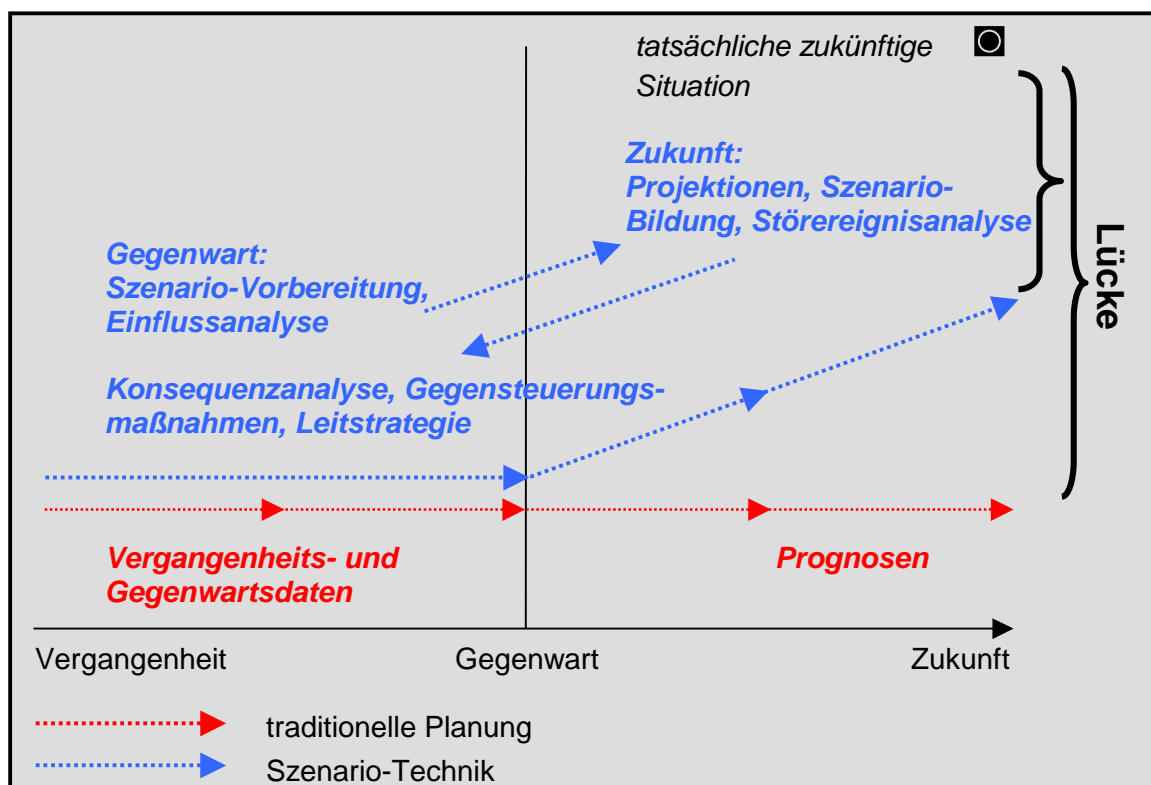 tatsächliche zukünftige
Situation
Zukunft:
Projektionen, Szenario-
Bildung, Störereignisanalyse
Lücke
Gegenwart:
Szenario-Vorbereitung,
Einflussanalyse
Konsequenzanalyse, Gegensteuerungs-
maßnahmen, Leitstrategie
Vergangenheits- und
Gegenwartsdaten
Prognosen
Vergangenheit
Gegenwart
Zukunft
traditionelle Planung
Szenario-Technik